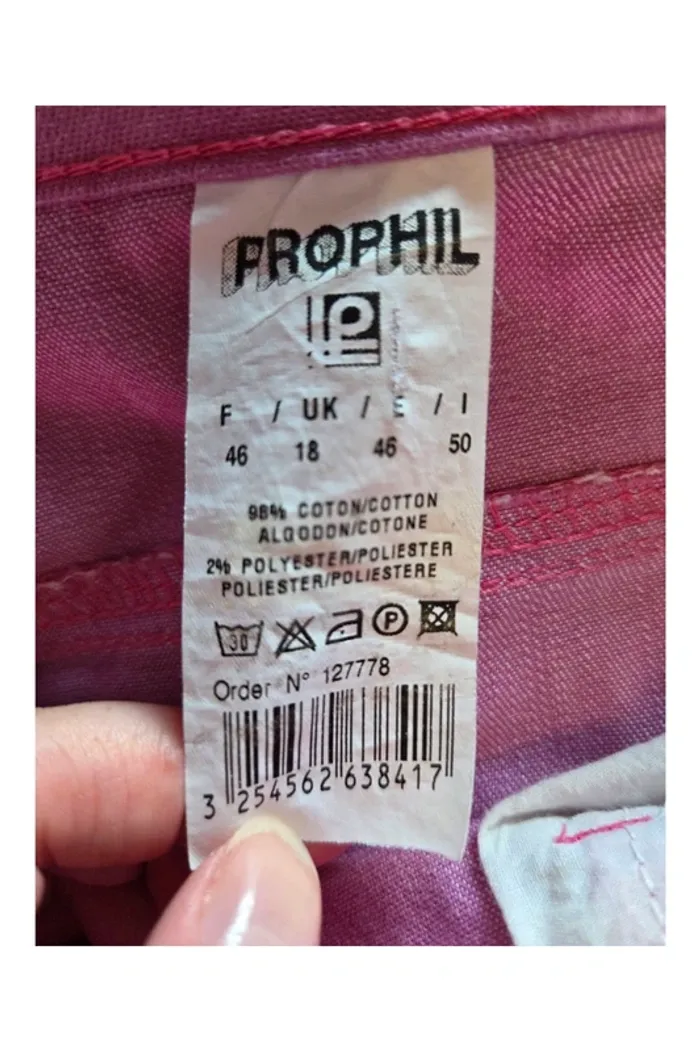 PROPHIL
F / UK / E / I
46 18 46 50
98% COTON/COTTON
ALGODON/COTONE
2% POLYESTER/POLIESTER
POLIESTER/POLIESTERE
30
P
Order N° 127778
3 254562 638417